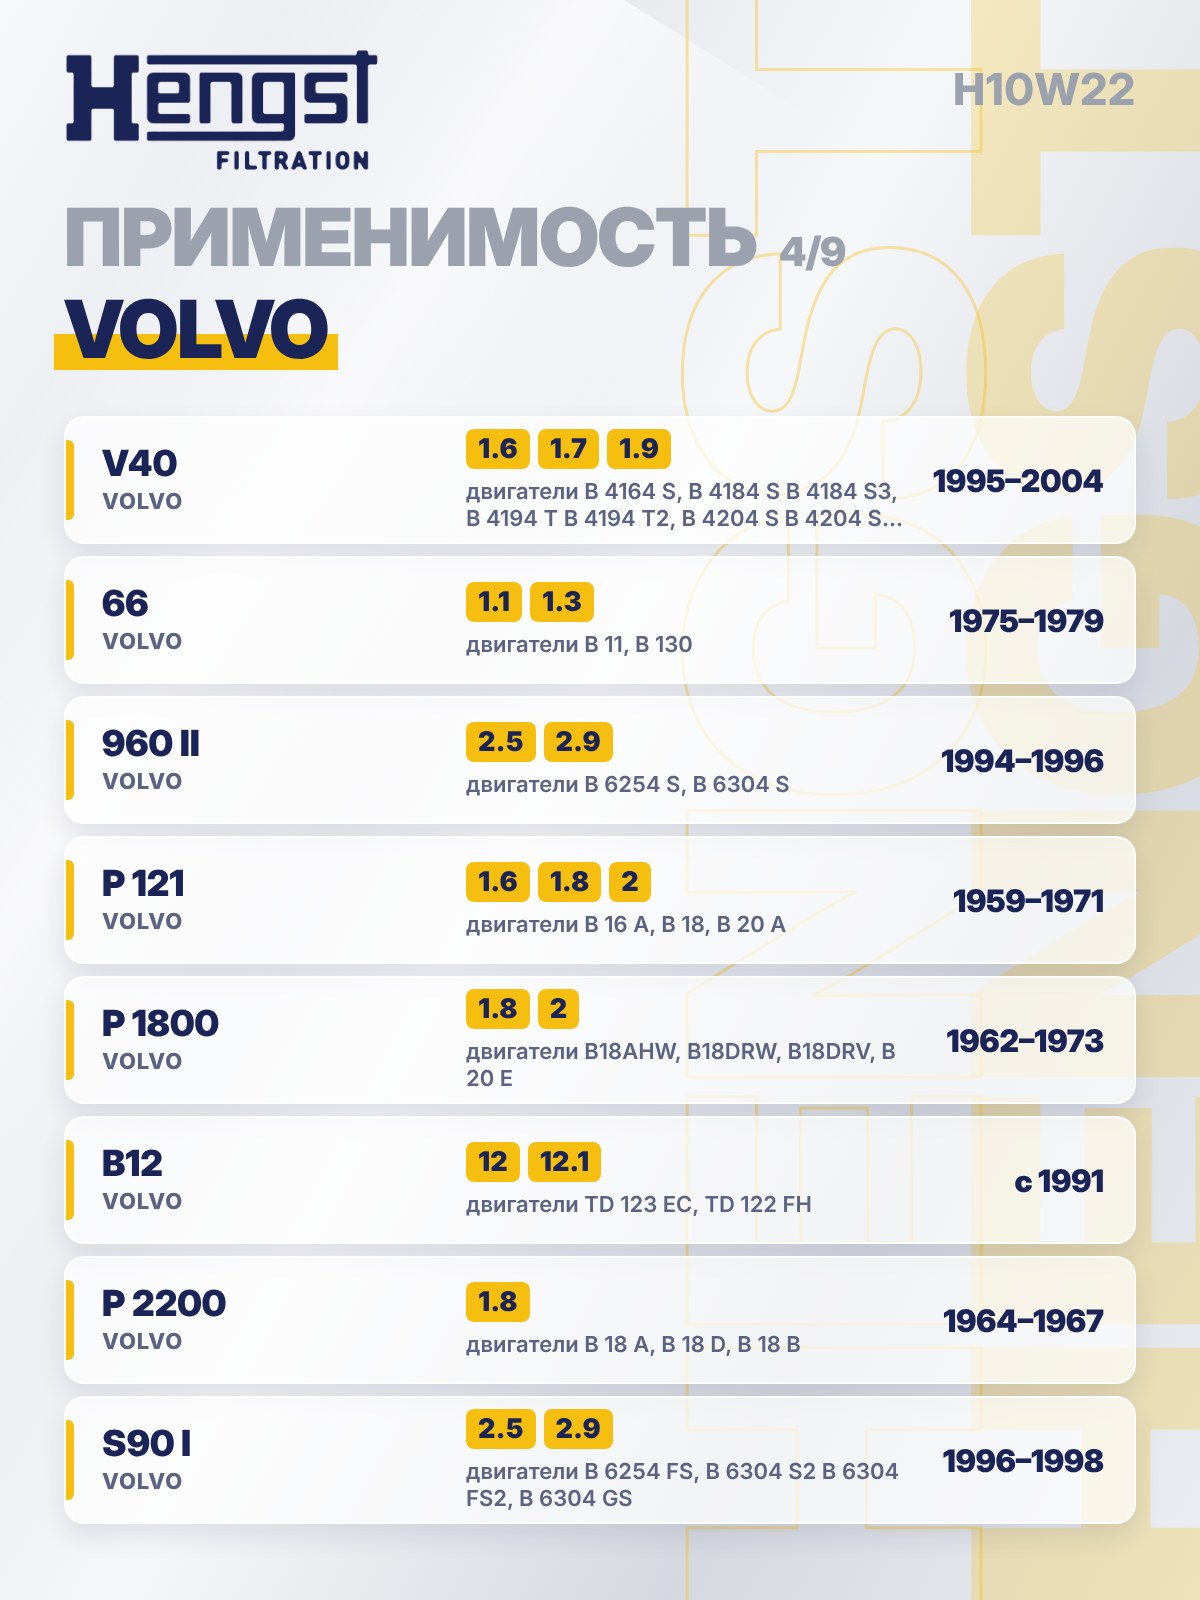 Hengst
FILTRATION
H10W22
ПРИМЕНИМОСТЬ 4/9
VOLVO
V40
VOLVO
1.6 1.7 1.9
двигатели B 4164 S, B 4184 S B 4184 S3,
B 4194 T B 4194 T2, B 4204 S B 4204 S...
1995–2004
66
VOLVO
1.1 1.3
двигатели B 11, B 130
1975–1979
960 II
VOLVO
2.5 2.9
двигатели B 6254 S, B 6304 S
1994–1996
P 121
VOLVO
1.6 1.8 2
двигатели B 16 A, B 18, B 20 A
1959–1971
P 1800
VOLVO
1.8 2
двигатели B18AHW, B18DRW, B18DRV, B
20 E
1962–1973
B12
VOLVO
12 12.1
двигатели TD 123 EC, TD 122 FH
с 1991
P 2200
VOLVO
1.8
двигатели B 18 A, B 18 D, B 18 B
1964–1967
S90 I
VOLVO
2.5 2.9
двигатели B 6254 FS, B 6304 S2 B 6304
FS2, B 6304 GS
1996–1998
HENGST
HENGST